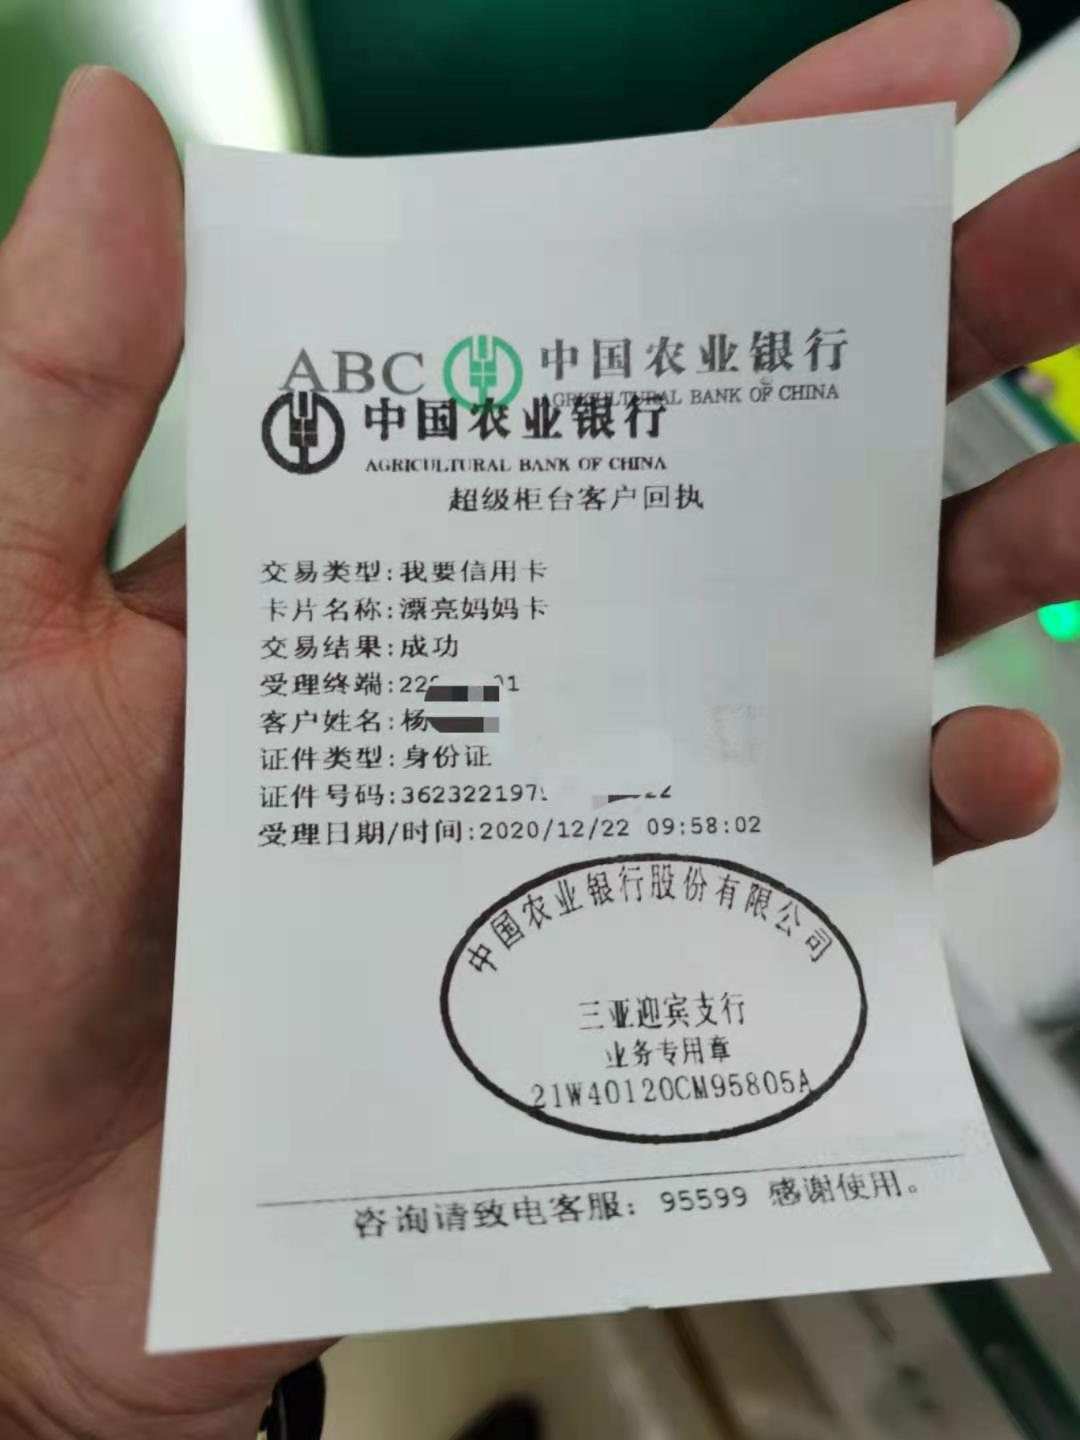 ABC 中国农业银行
AGRICULTURAL BANK OF CHINA
中国农业银行
AGRICULTURAL BANK OF CHINA
超级柜台客户回执
交易类型:我要信用卡
卡片名称:漂亮妈妈卡
交易结果:成功
受理终端:22 01
客户姓名:杨
证件类型:身份证
证件号码:362322197 22
受理日期/时间:2020/12/22 09:58:02
中国农业银行股份有限公司
三亚迎宾支行
业务专用章
21W40120CM95805A
咨询请致电客服: 95599 感谢使用。